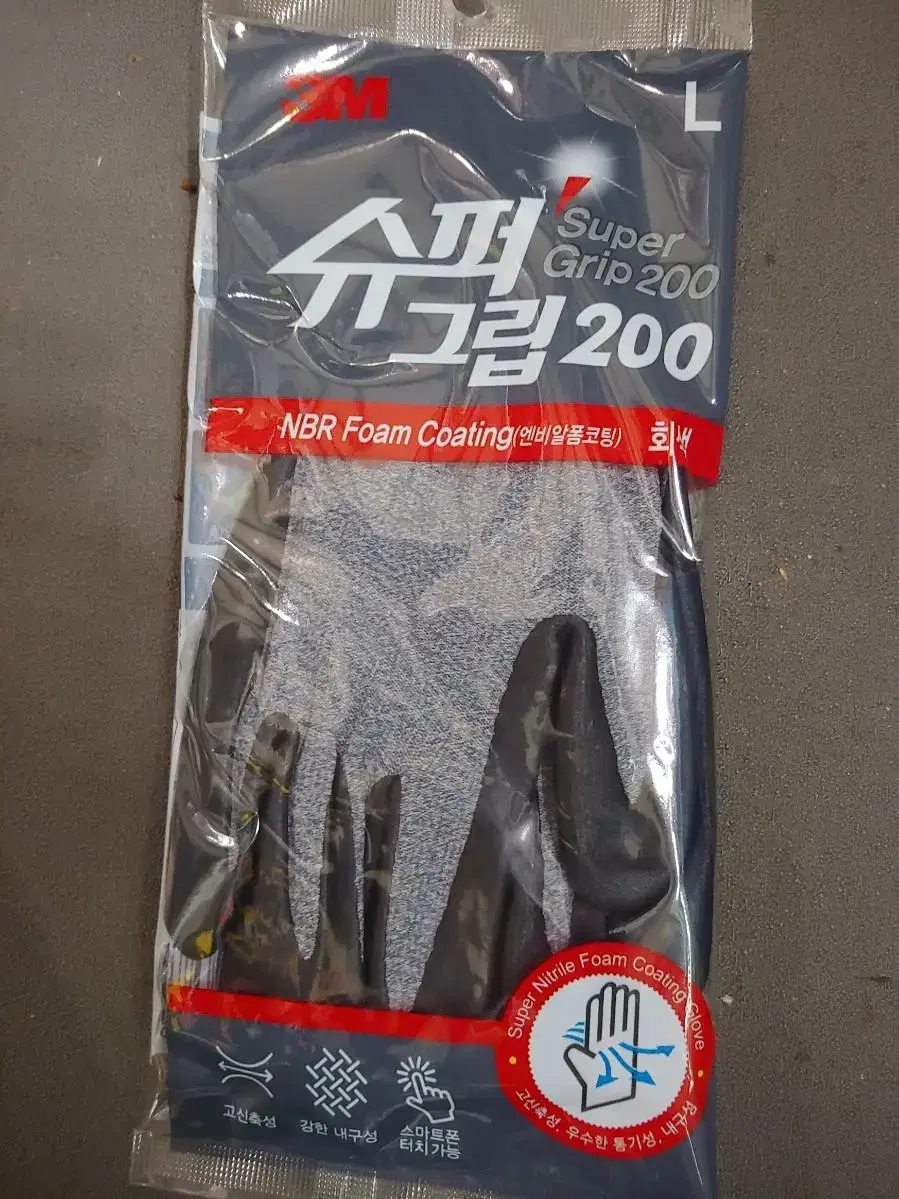 3M
L
슈퍼
Super
Grip 200
그립 200
NBR Foam Coating(엔비알폼코팅)
회색
Super Nitrile Foam Coating Glove
고신축성, 우수한 통기성, 내구성
고신축성
강한 내구성
스마트폰
터치가능